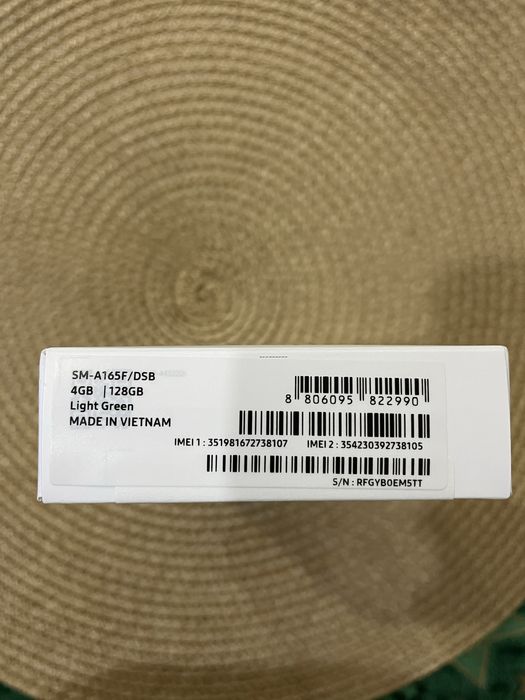 SM-A165F/DSB
4GB | 128GB
Light Green
MADE IN VIETNAM
8 806095 822990
IMEI 1 : 351981672738107 IMEI 2 : 354230392738105
S/N : RFGYB0EM5TT